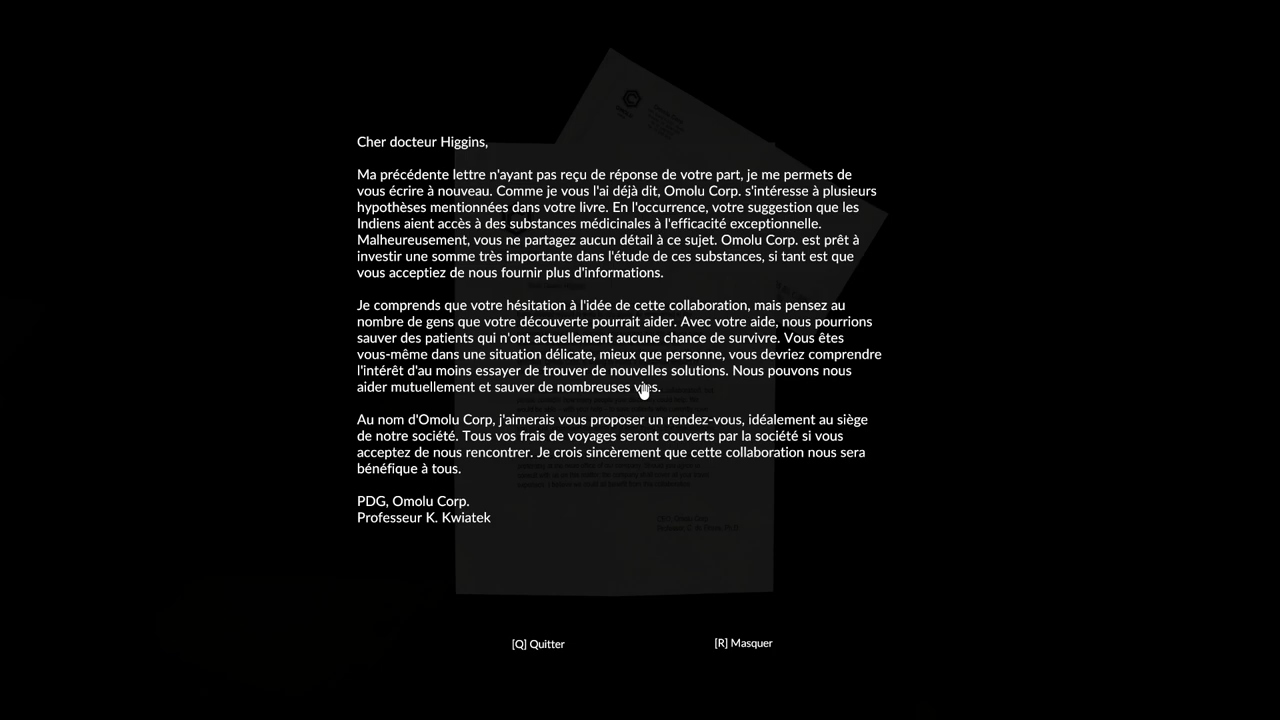 Cher docteur Higgins,
Ma précédente lettre n'ayant pas reçu de réponse de votre part, je me permets de
vous écrire à nouveau. Comme je vous l'ai déjà dit, Omolu Corp. s'intéresse à plusieurs
hypothèses mentionnées dans votre livre. En l'occurrence, votre suggestion que les
Indiens aient accès à des substances médicinales à l'efficacité exceptionnelle.
Malheureusement, vous ne partagez aucun détail à ce sujet. Omolu Corp. est prêt à
investir une somme très importante dans l'étude de ces substances, si tant est que
vous acceptiez de nous fournir plus d'informations.
Je comprends que votre hésitation à l'idée de cette collaboration, mais pensez au
nombre de gens que votre découverte pourrait aider. Avec votre aide, nous pourrions
sauver des patients qui n'ont actuellement aucune chance de survivre. Vous êtes
vous-même dans une situation délicate, mieux que personne, vous devriez comprendre
l'intérêt d'au moins essayer de trouver de nouvelles solutions. Nous pouvons nous
aider mutuellement et sauver de nombreuses vies.
Au nom d'Omolu Corp, j'aimerais vous proposer un rendez-vous, idéalement au siège
de notre société. Tous vos frais de voyages seront couverts par la société si vous
acceptez de nous rencontrer. Je crois sincèrement que cette collaboration nous sera
bénéfique à tous.
PDG, Omolu Corp.
Professeur K. Kwiatek
[Q] Quitter
[R] Masquer